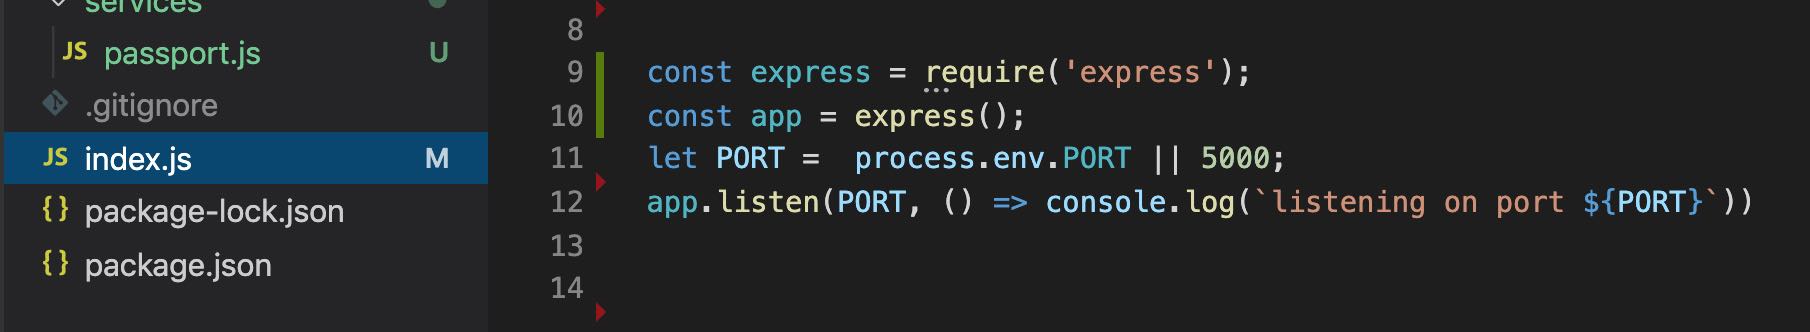 services
JS passport.js U
.gitignore
JS index.js M
{} package-lock.json
{} package.json
8
9 const express = require('express');
10 const app = express();
11 let PORT =  process.env.PORT || 5000;
12 app.listen(PORT, () => console.log(`listening on port ${PORT}`))
13
14